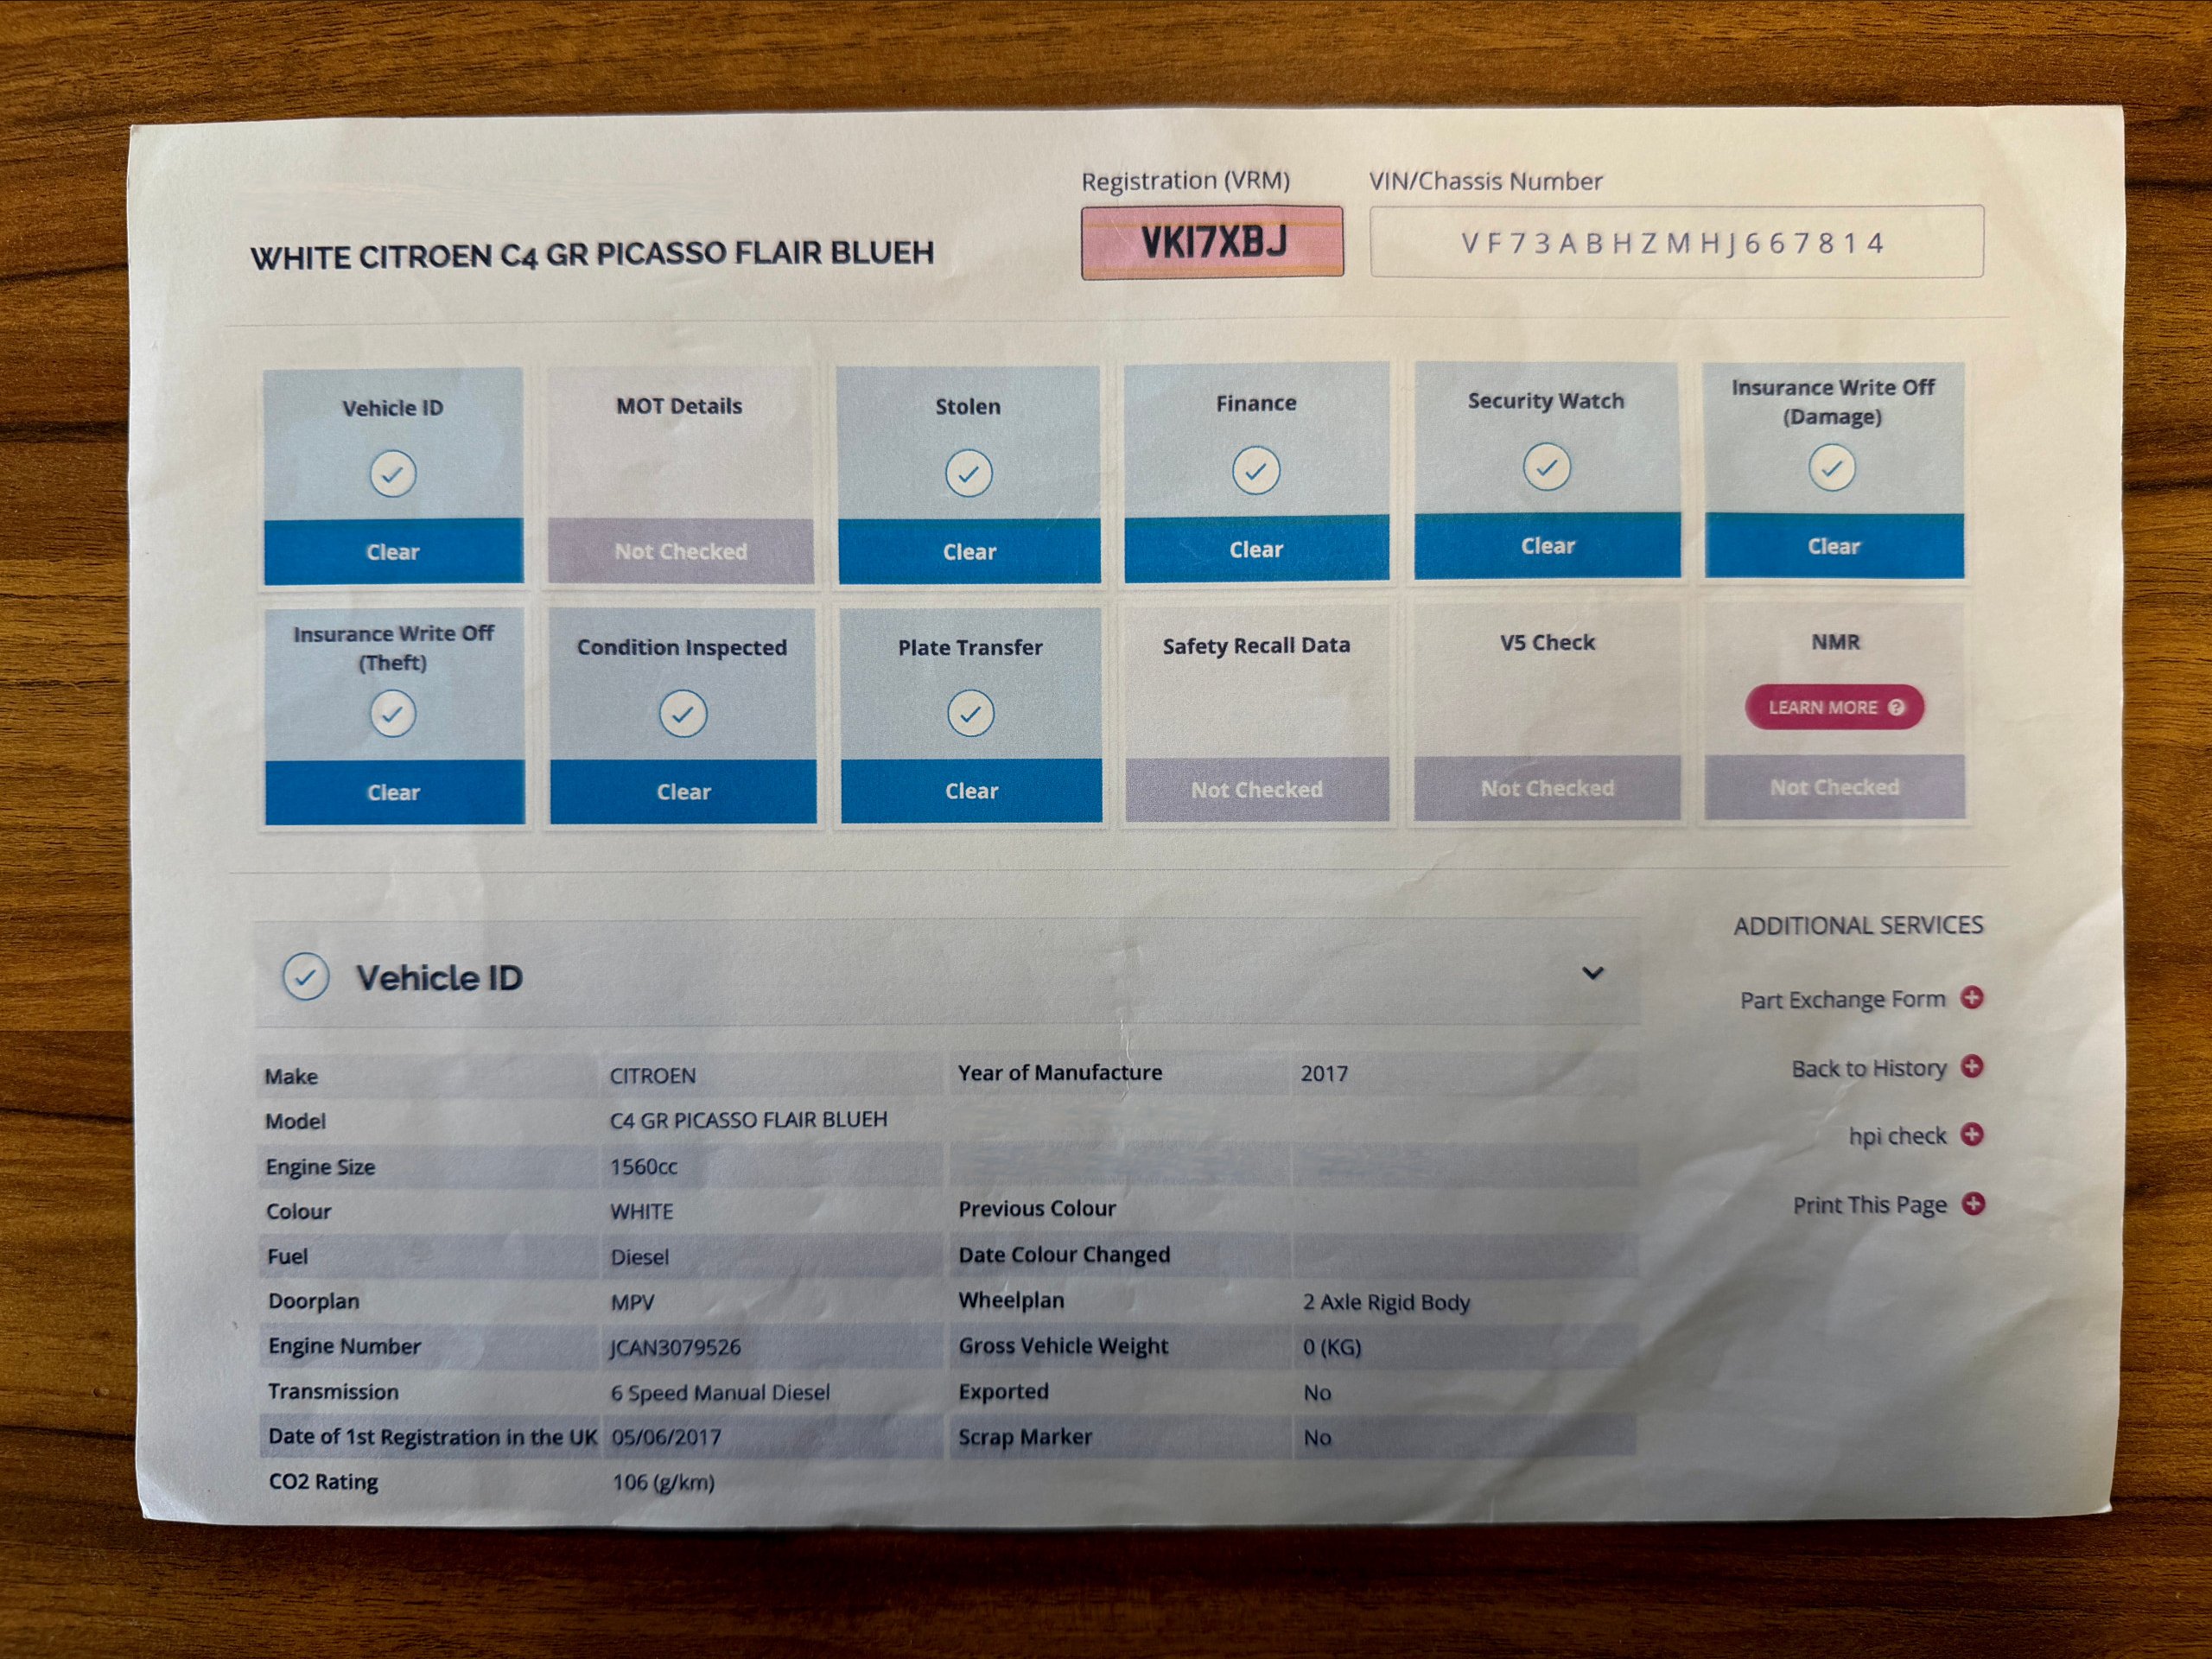 Registration (VRM) VIN/Chassis Number
WHITE CITROEN C4 GR PICASSO FLAIR BLUEH VK17XBJ VF73ABHZMHJ667814
Vehicle ID MOT Details Stolen Finance Security Watch Insurance Write Off (Damage)
Clear Not Checked Clear Clear Clear Clear
Insurance Write Off (Theft) Condition Inspected Plate Transfer Safety Recall Data V5 Check NMR
LEARN MORE ?
Clear Clear Clear Not Checked Not Checked Not Checked
Vehicle ID
ADDITIONAL SERVICES
Part Exchange Form
Back to History
hpi check
Print This Page
Make CITROEN Year of Manufacture 2017
Model C4 GR PICASSO FLAIR BLUEH
Engine Size 1560cc
Colour WHITE Previous Colour
Fuel Diesel Date Colour Changed
Doorplan MPV Wheelplan 2 Axle Rigid Body
Engine Number JCAN3079526 Gross Vehicle Weight 0 (KG)
Transmission 6 Speed Manual Diesel Exported No
Date of 1st Registration in the UK 05/06/2017 Scrap Marker No
CO2 Rating 106 (g/km)